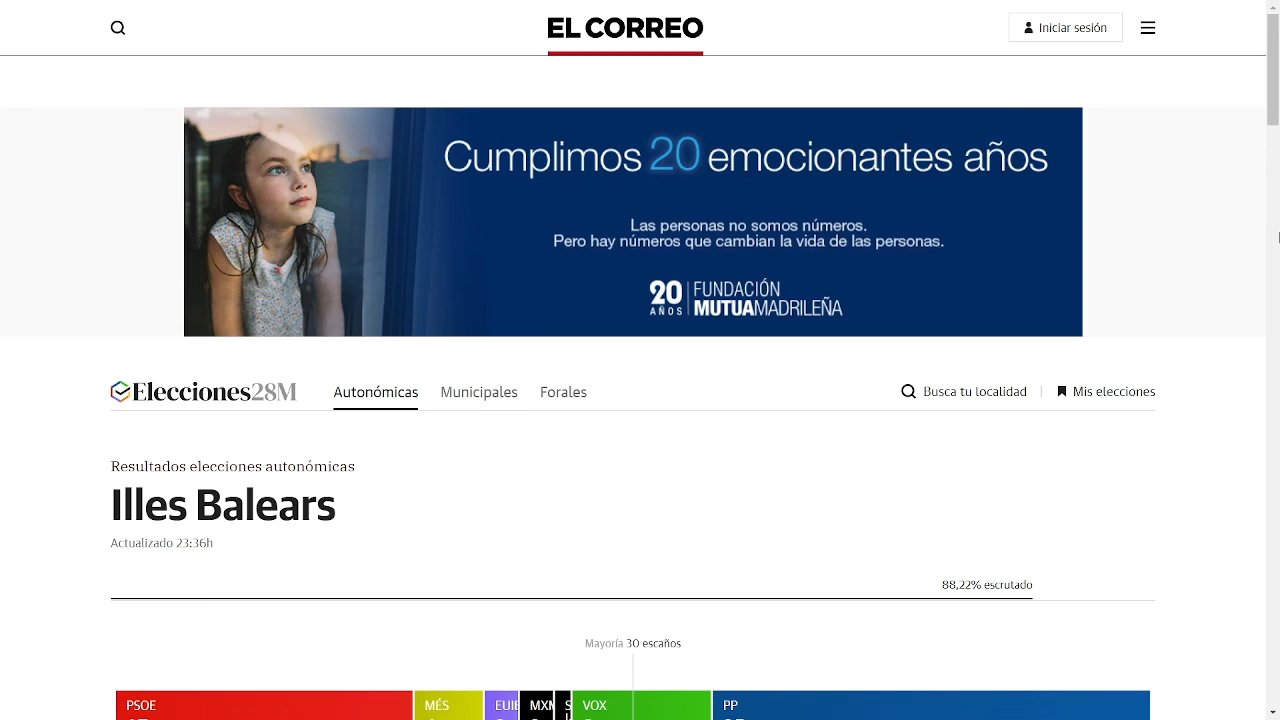 EL CORREO
Iniciar sesión
Cumplimos 20 emocionantes años
Las personas no somos números.
Pero hay números que cambian la vida de las personas.
20 AÑOS FUNDACIÓN MUTUAMADRILEÑA
Elecciones28M
Autonómicas Municipales Forales
Busca tu localidad
Mis elecciones
Resultados elecciones autonómicas
Illes Balears
Actualizado 23:36h
88,22% escrutado
Mayoría 30 escaños
PSOE MÉS VOX PP